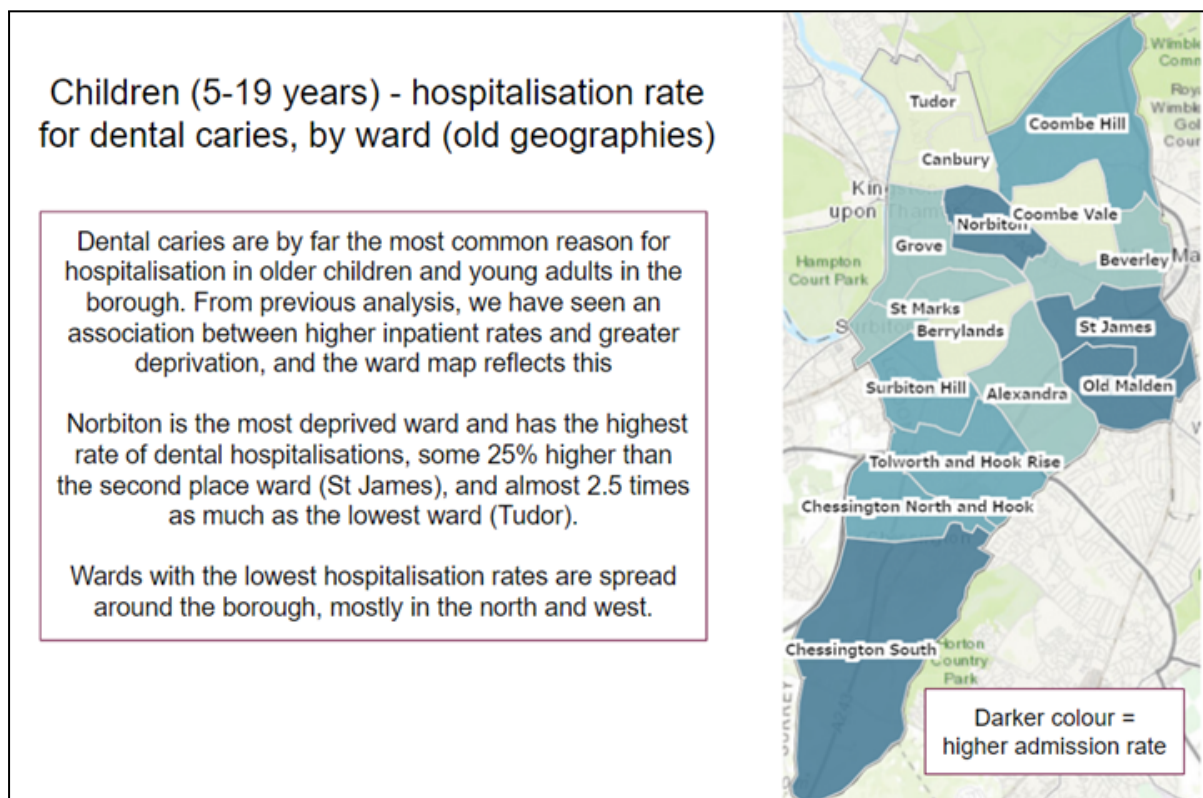 Children (5-19 years) - hospitalisation rate
for dental caries, by ward (old geographies)
Dental caries are by far the most common reason for
hospitalisation in older children and young adults in the
borough. From previous analysis, we have seen an
association between higher inpatient rates and greater
deprivation, and the ward map reflects this
Norbiton is the most deprived ward and has the highest
rate of dental hospitalisations, some 25% higher than
the second place ward (St James), and almost 2.5 times
as much as the lowest ward (Tudor).
Wards with the lowest hospitalisation rates are spread
around the borough, mostly in the north and west.
Tudor
Coombe Hill
Canbury
upon Thame
Norbiton
Coombe Vale
Grove
Beverley
Hampton
Court Park
St Marks
Berrylands
St James
Surbiton Hill
Alexandra
Old Malden
Tolworth and Hook Rise
Chessington North and Hook
Chessington South
Horton
Country
Park
SURREY
A243
Darker colour =
higher admission rate